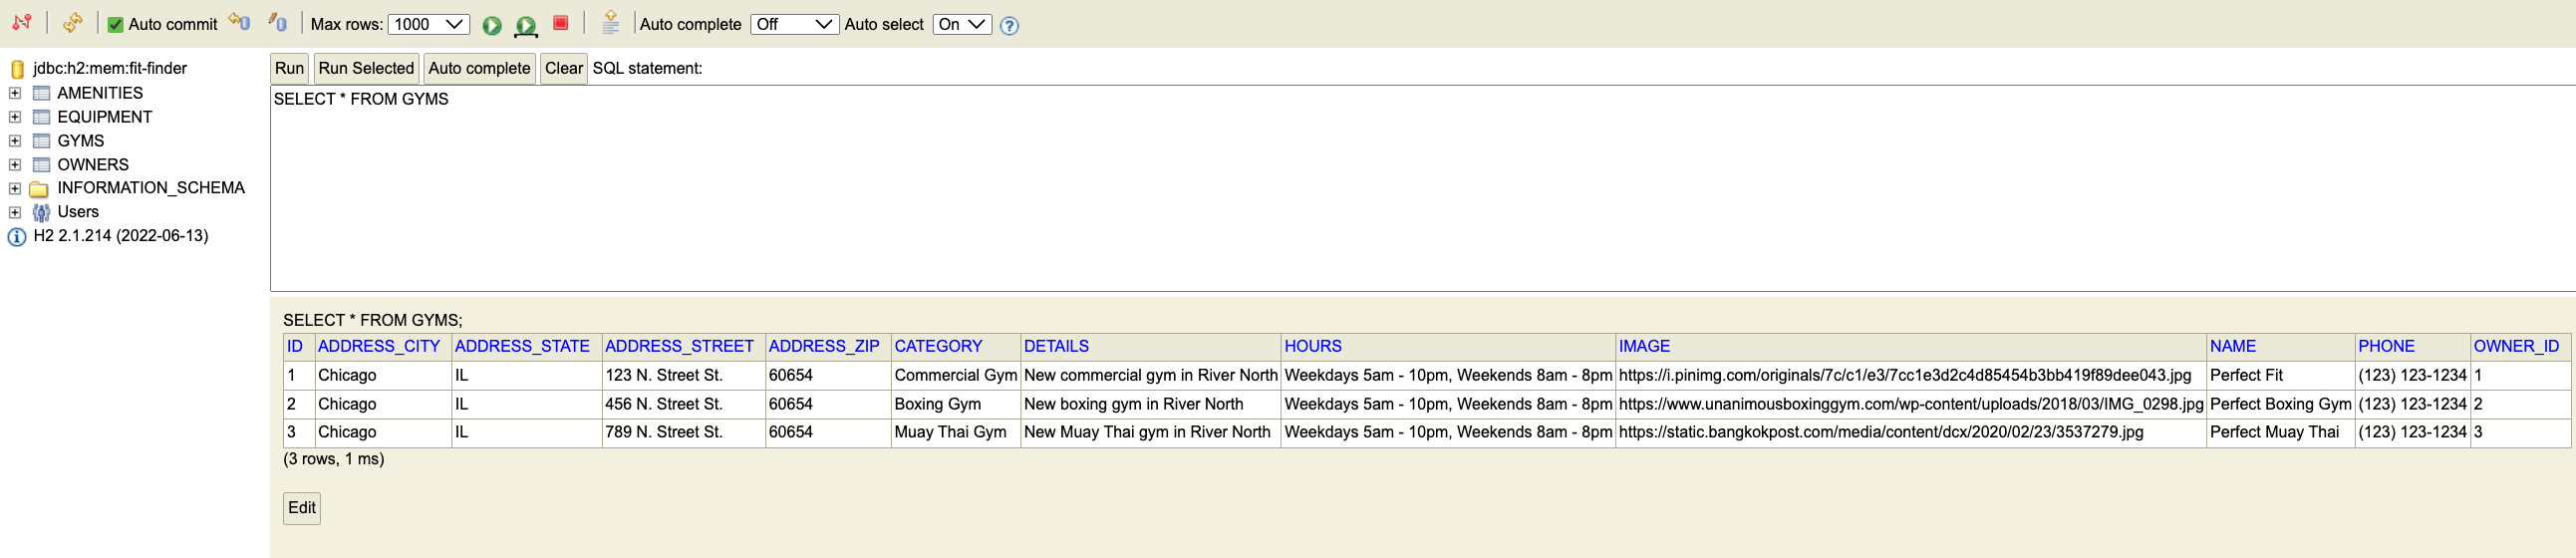 Auto commit Max rows: 1000 Auto complete Off Auto select On
jdbc:h2:mem:fit-finder
AMENITIES
EQUIPMENT
GYMS
OWNERS
INFORMATION_SCHEMA
Users
H2 2.1.214 (2022-06-13)
Run Run Selected Auto complete Clear SQL statement:
SELECT * FROM GYMS
SELECT * FROM GYMS;
ID ADDRESS_CITY ADDRESS_STATE ADDRESS_STREET ADDRESS_ZIP CATEGORY DETAILS HOURS IMAGE NAME PHONE OWNER_ID
1 Chicago IL 123 N. Street St. 60654 Commercial Gym New commercial gym in River North Weekdays 5am - 10pm, Weekends 8am - 8pm https://i.pinimg.com/originals/7c/c1/e3/7cc1e3d2c4d85454b3bb419f89dee043.jpg Perfect Fit (123) 123-1234 1
2 Chicago IL 456 N. Street St. 60654 Boxing Gym New boxing gym in River North Weekdays 5am - 10pm, Weekends 8am - 8pm https://www.unanimousboxinggym.com/wp-content/uploads/2018/03/IMG_0298.jpg Perfect Boxing Gym (123) 123-1234 2
3 Chicago IL 789 N. Street St. 60654 Muay Thai Gym New Muay Thai gym in River North Weekdays 5am - 10pm, Weekends 8am - 8pm https://static.bangkokpost.com/media/content/dcx/2020/02/23/3537279.jpg Perfect Muay Thai (123) 123-1234 3
(3 rows, 1 ms)
Edit